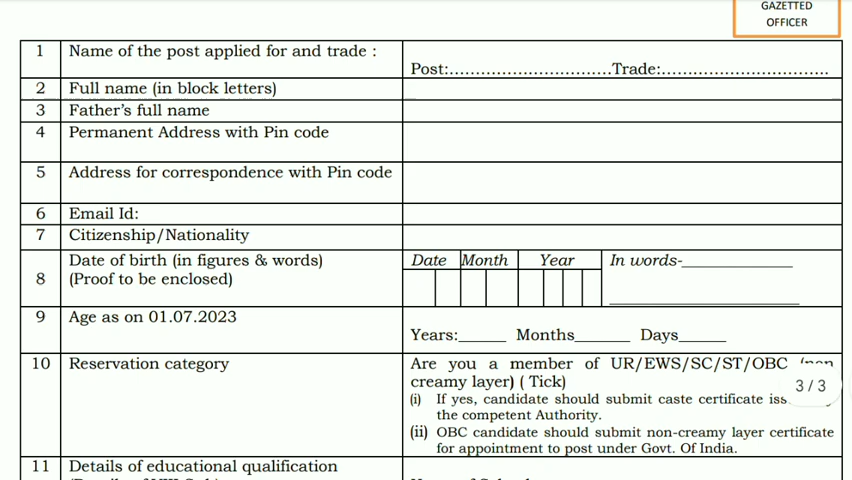 GAZETTED
OFFICER
1 Name of the post applied for and trade :
Post:...............................Trade:................................
2 Full name (in block letters)
3 Father's full name
4 Permanent Address with Pin code
5 Address for correspondence with Pin code
6 Email Id:
7 Citizenship/Nationality
8 Date of birth (in figures & words)
(Proof to be enclosed)
Date Month Year In words-______________
________________________
9 Age as on 01.07.2023
Years:______ Months_______ Days______
10 Reservation category
Are you a member of UR/EWS/SC/ST/OBC (non
creamy layer) ( Tick)
3 / 3
(i) If yes, candidate should submit caste certificate
the competent Authority.
(ii) OBC candidate should submit non-creamy layer certificate
for appointment to post under Govt. Of India.
11 Details of educational qualification